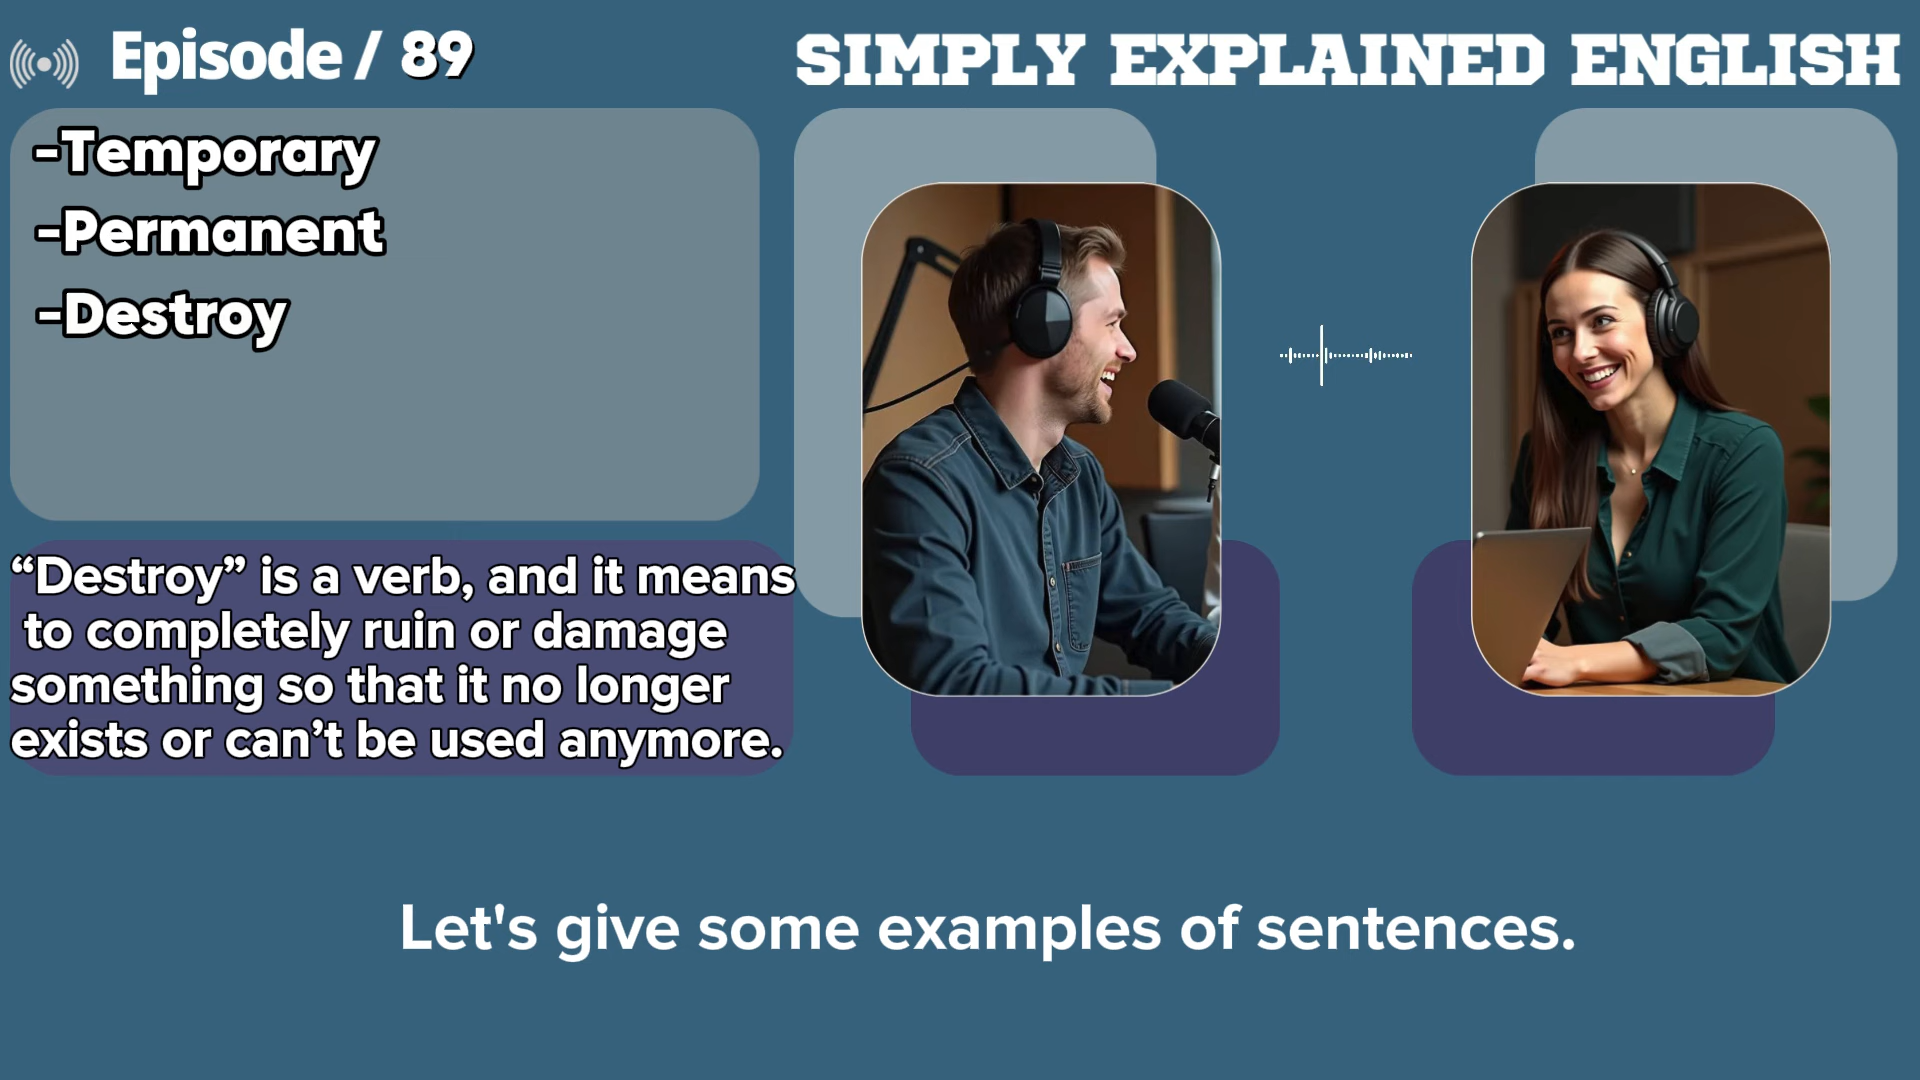 Episode / 89
SIMPLY EXPLAINED ENGLISH
-Temporary
-Permanent
-Destroy
“Destroy” is a verb, and it means
to completely ruin or damage
something so that it no longer
exists or can’t be used anymore.
Let's give some examples of sentences.